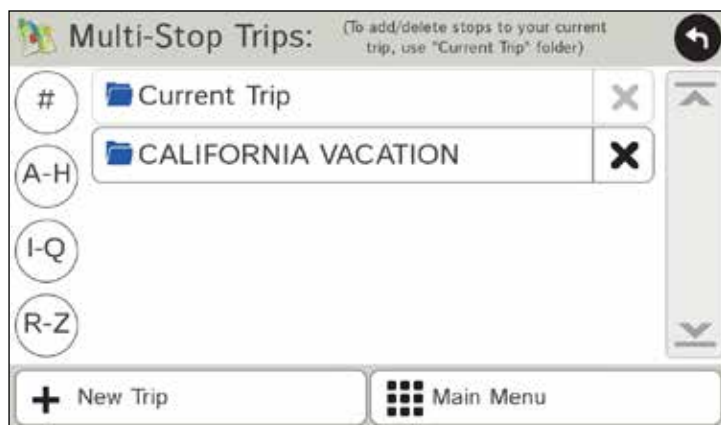 Multi-Stop Trips:
(To add/delete stops to your current
trip, use "Current Trip" folder)
#
Current Trip
A-H
CALIFORNIA VACATION
I-Q
R-Z
New Trip
Main Menu